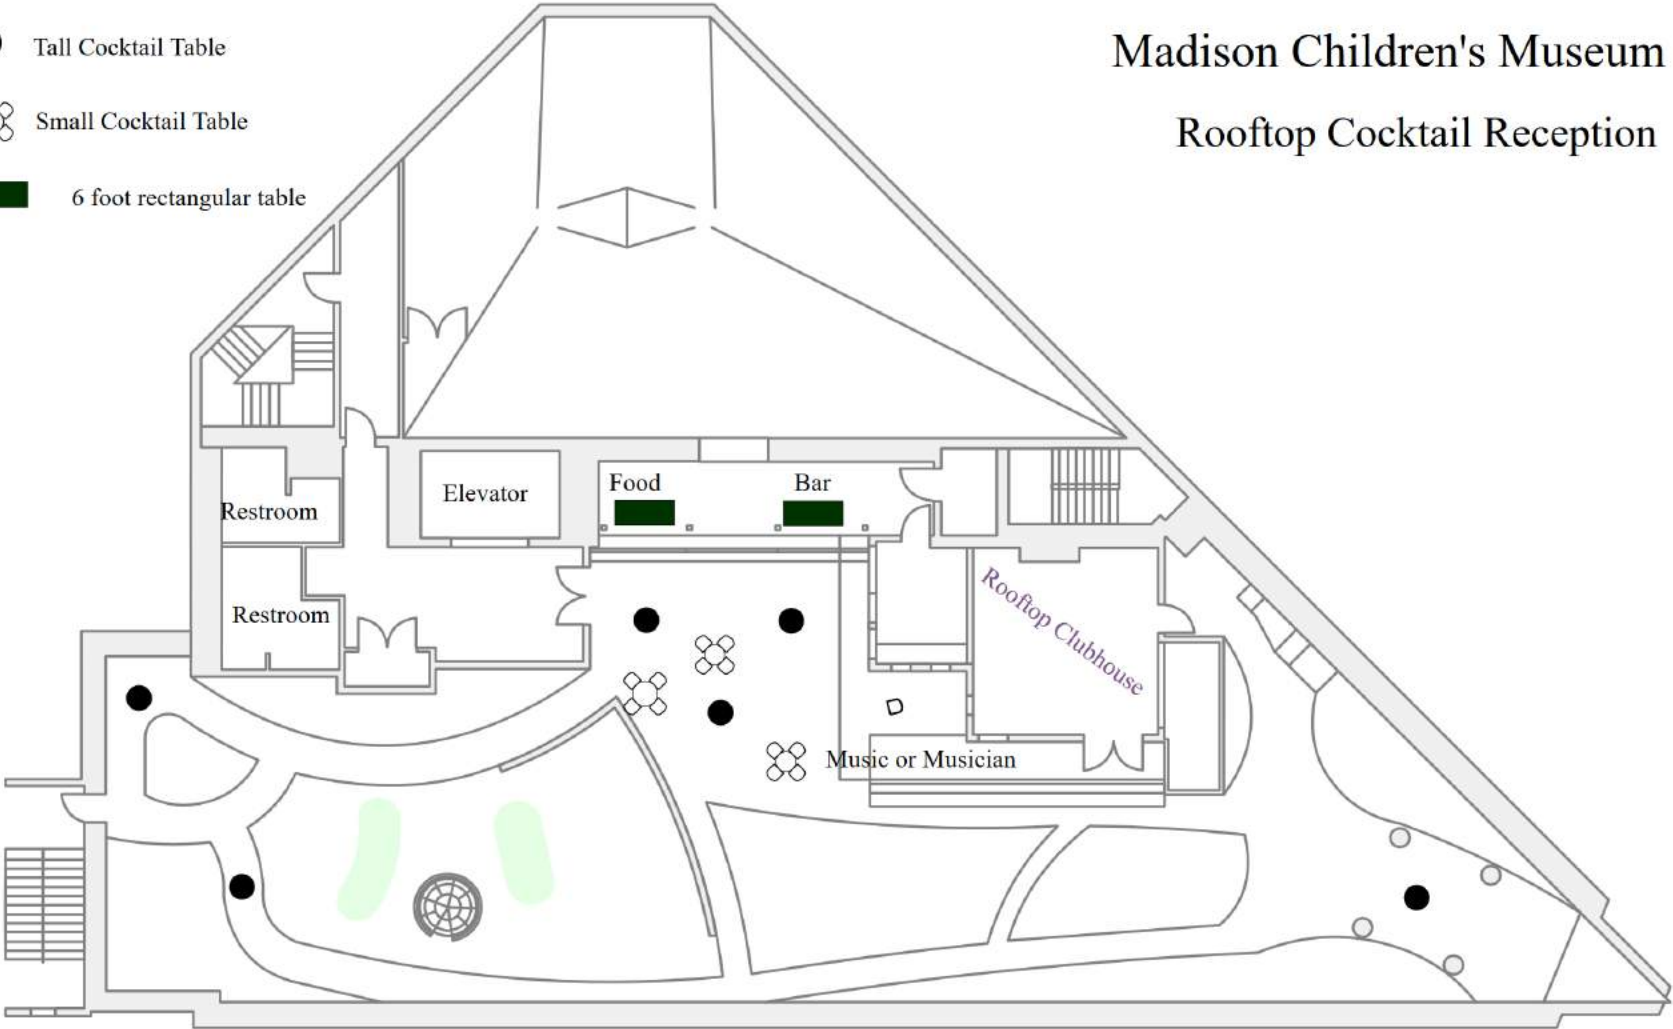 Madison Children's Museum
Rooftop Cocktail Reception
Tall Cocktail Table
Small Cocktail Table
6 foot rectangular table
Restroom
Elevator
Food
Bar
Restroom
Rooftop Clubhouse
Music or Musician